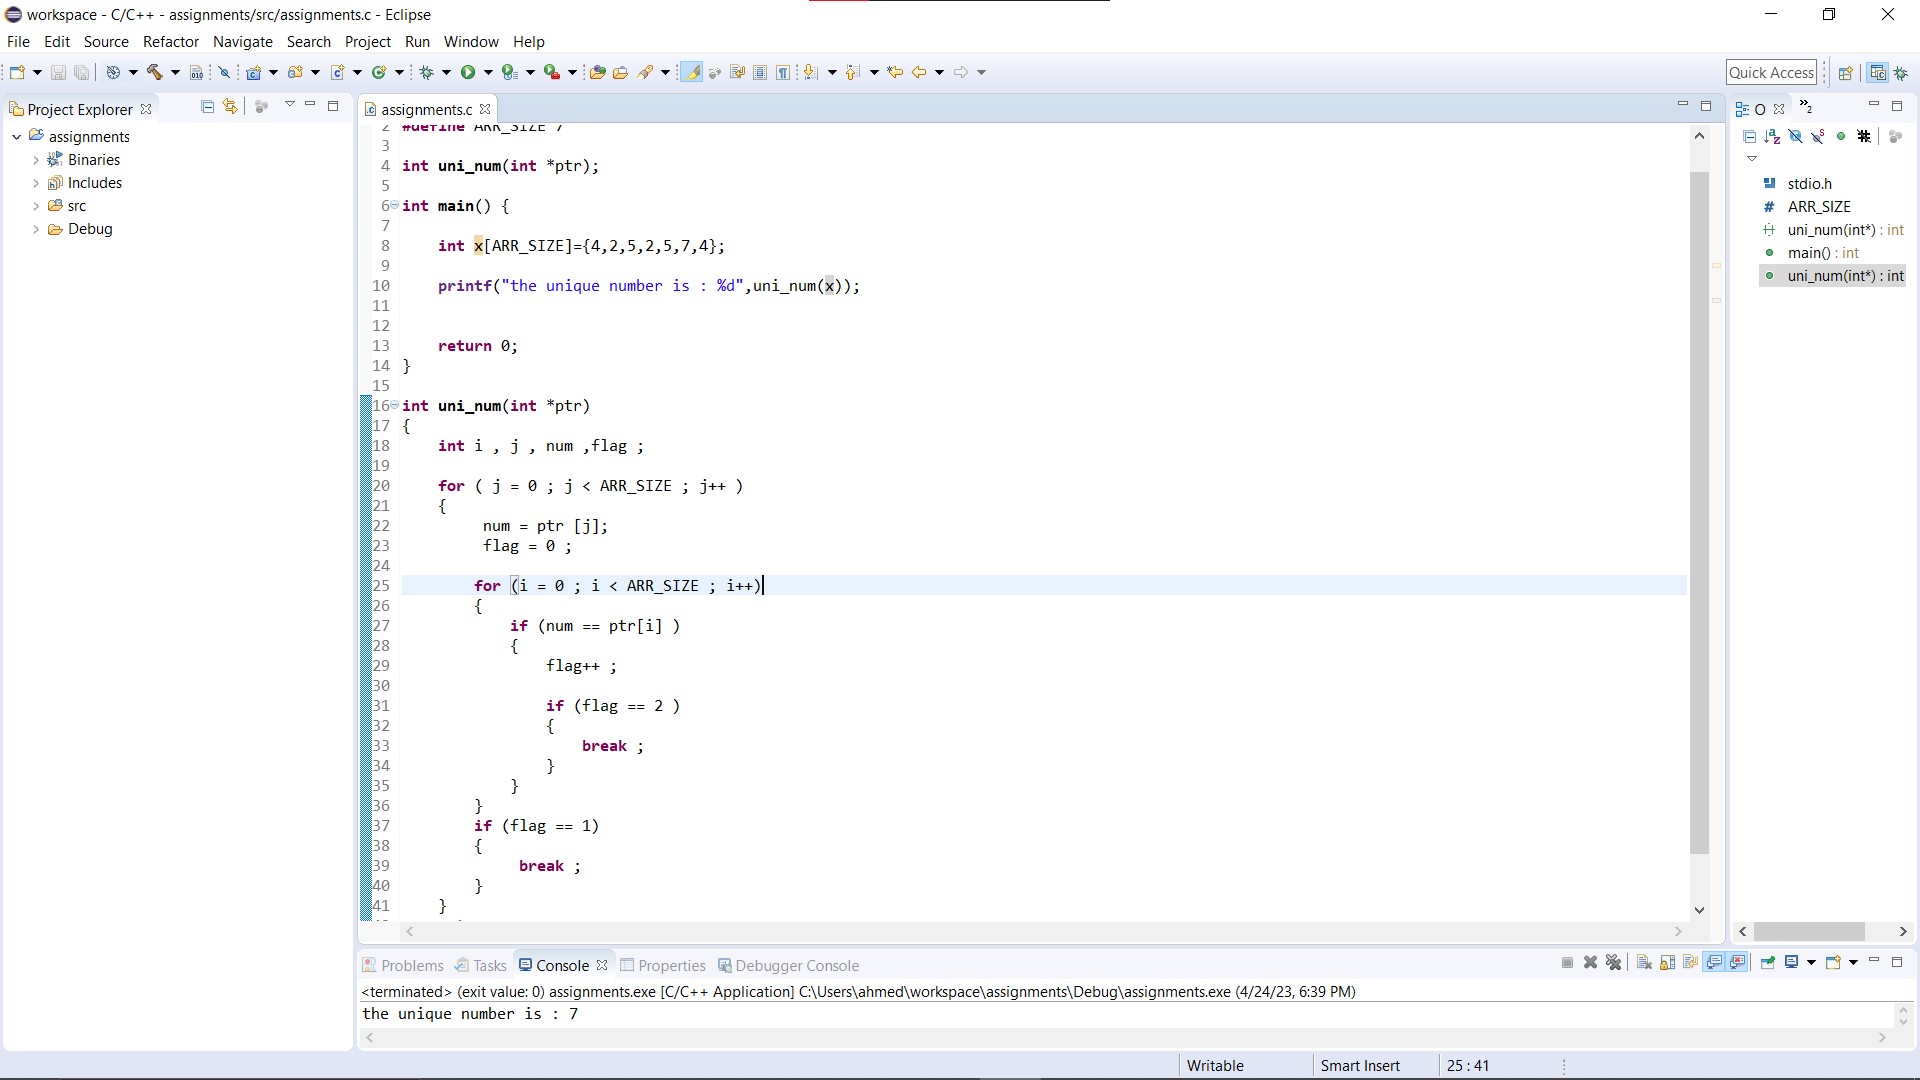 workspace - C/C++ - assignments/src/assignments.c - Eclipse
File Edit Source Refactor Navigate Search Project Run Window Help
Quick Access
Project Explorer
assignments
Binaries
Includes
src
Debug
assignments.c
2 #define ARR_SIZE 7
3
4 int uni_num(int *ptr);
5
6 int main() {
7
8 int x[ARR_SIZE]={4,2,5,2,5,7,4};
9
10 printf("the unique number is : %d",uni_num(x));
11
12
13 return 0;
14 }
15
16 int uni_num(int *ptr)
17 {
18 int i , j , num ,flag ;
19
20 for ( j = 0 ; j < ARR_SIZE ; j++ )
21 {
22 num = ptr [j];
23 flag = 0 ;
24
25 for (i = 0 ; i < ARR_SIZE ; i++)
26 {
27 if (num == ptr[i] )
28 {
29 flag++ ;
30
31 if (flag == 2 )
32 {
33 break ;
34 }
35 }
36 }
37 if (flag == 1)
38 {
39 break ;
40 }
41 }
O
»2
stdio.h
# ARR_SIZE
uni_num(int*) : int
main() : int
uni_num(int*) : int
Problems Tasks Console Properties Debugger Console
<terminated> (exit value: 0) assignments.exe [C/C++ Application] C:\Users\ahmed\workspace\assignments\Debug\assignments.exe (4/24/23, 6:39 PM)
the unique number is : 7
Writable Smart Insert 25 : 41